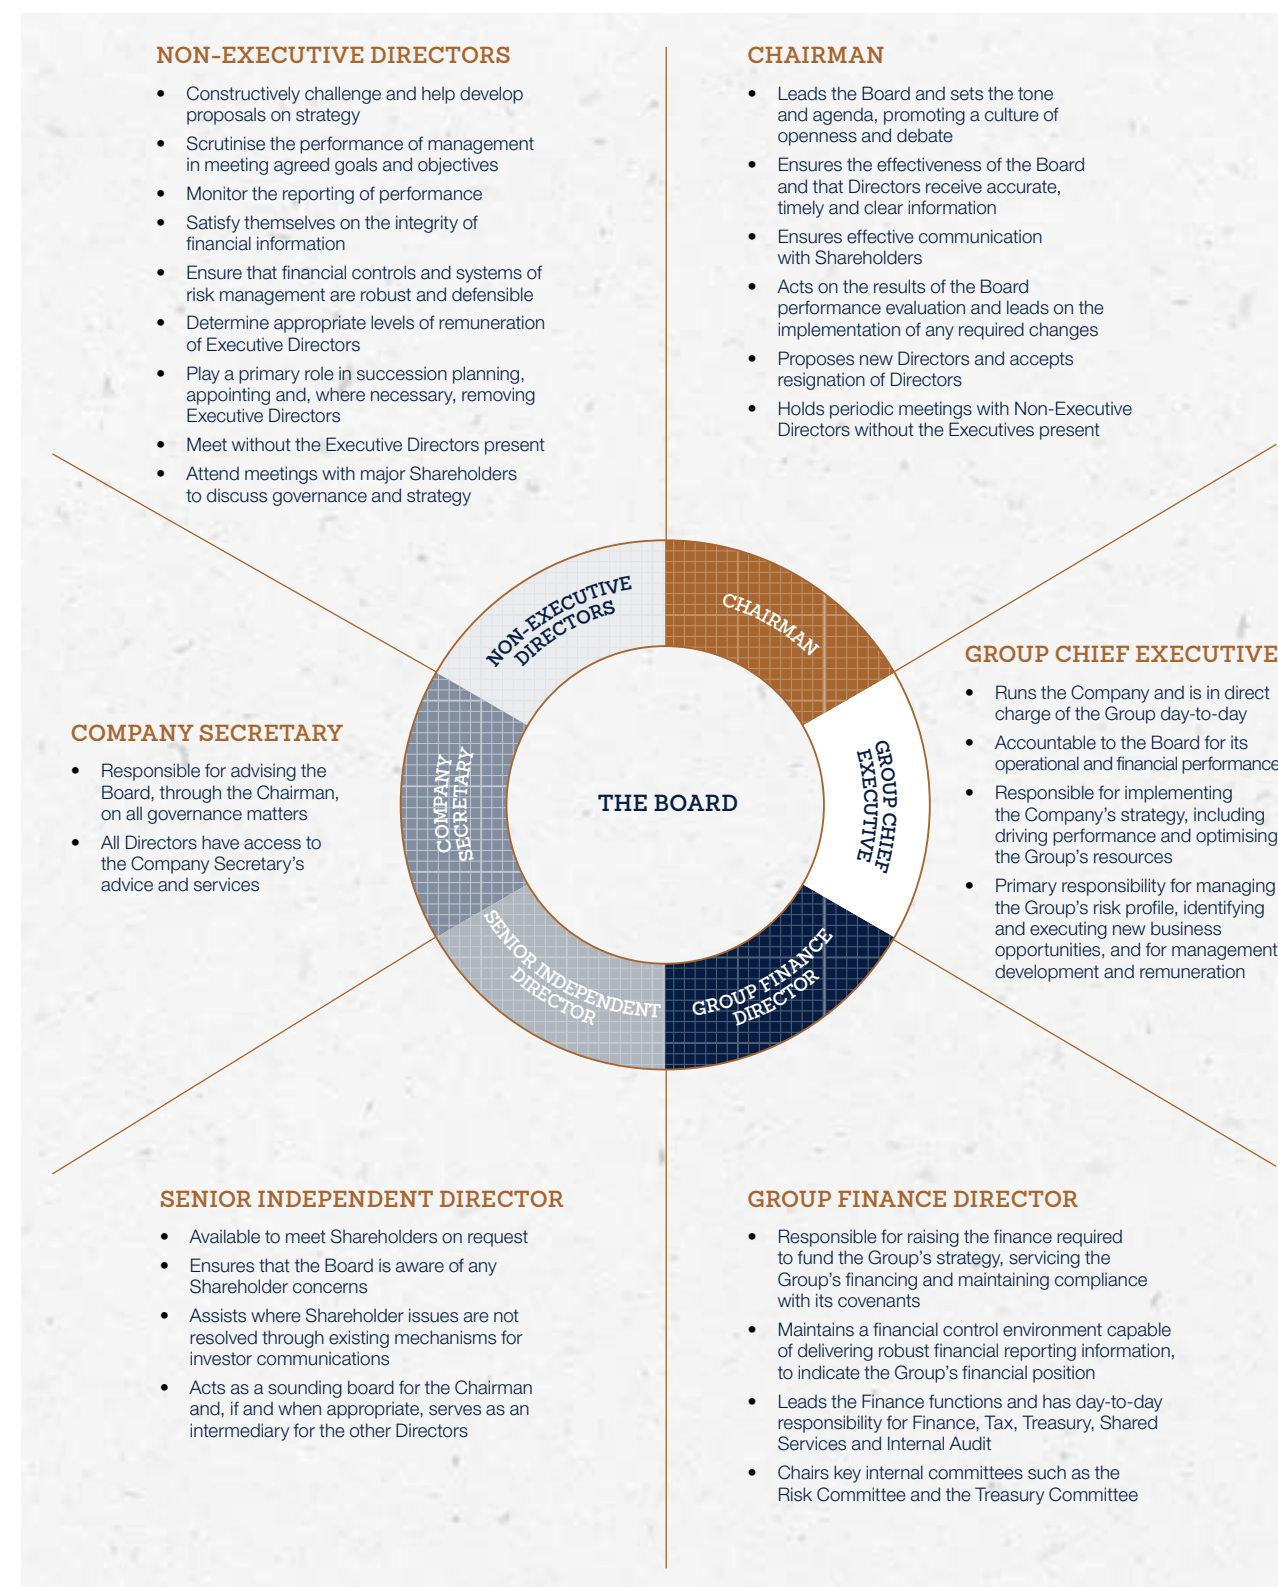 NON-EXECUTIVE DIRECTORS
• Constructively challenge and help develop
proposals on strategy
• Scrutinise the performance of management
in meeting agreed goals and objectives
• Monitor the reporting of performance
• Satisfy themselves on the integrity of
financial information
• Ensure that financial controls and systems of
risk management are robust and defensible
• Determine appropriate levels of remuneration
of Executive Directors
• Play a primary role in succession planning,
appointing and, where necessary, removing
Executive Directors
• Meet without the Executive Directors present
• Attend meetings with major Shareholders
to discuss governance and strategy
CHAIRMAN
• Leads the Board and sets the tone
and agenda, promoting a culture of
openness and debate
• Ensures the effectiveness of the Board
and that Directors receive accurate,
timely and clear information
• Ensures effective communication
with Shareholders
• Acts on the results of the Board
performance evaluation and leads on the
implementation of any required changes
• Proposes new Directors and accepts
resignation of Directors
• Holds periodic meetings with Non-Executive
Directors without the Executives present
NON-EXECUTIVE
DIRECTORS
CHAIRMAN
GROUP CHIEF
EXECUTIVE
GROUP FINANCE
DIRECTOR
SENIOR INDEPENDENT
DIRECTOR
COMPANY
SECRETARY
THE BOARD
GROUP CHIEF EXECUTIVE
• Runs the Company and is in direct
charge of the Group day-to-day
• Accountable to the Board for its
operational and financial performance
• Responsible for implementing
the Company's strategy, including
driving performance and optimising
the Group's resources
• Primary responsibility for managing
the Group's risk profile, identifying
and executing new business
opportunities, and for management
development and remuneration
COMPANY SECRETARY
• Responsible for advising the
Board, through the Chairman,
on all governance matters
• All Directors have access to
the Company Secretary's
advice and services
SENIOR INDEPENDENT DIRECTOR
• Available to meet Shareholders on request
• Ensures that the Board is aware of any
Shareholder concerns
• Assists where Shareholder issues are not
resolved through existing mechanisms for
investor communications
• Acts as a sounding board for the Chairman
and, if and when appropriate, serves as an
intermediary for the other Directors
GROUP FINANCE DIRECTOR
• Responsible for raising the finance required
to fund the Group's strategy, servicing the
Group's financing and maintaining compliance
with its covenants
• Maintains a financial control environment capable
of delivering robust financial reporting information,
to indicate the Group's financial position
• Leads the Finance functions and has day-to-day
responsibility for Finance, Tax, Treasury, Shared
Services and Internal Audit
• Chairs key internal committees such as the
Risk Committee and the Treasury Committee